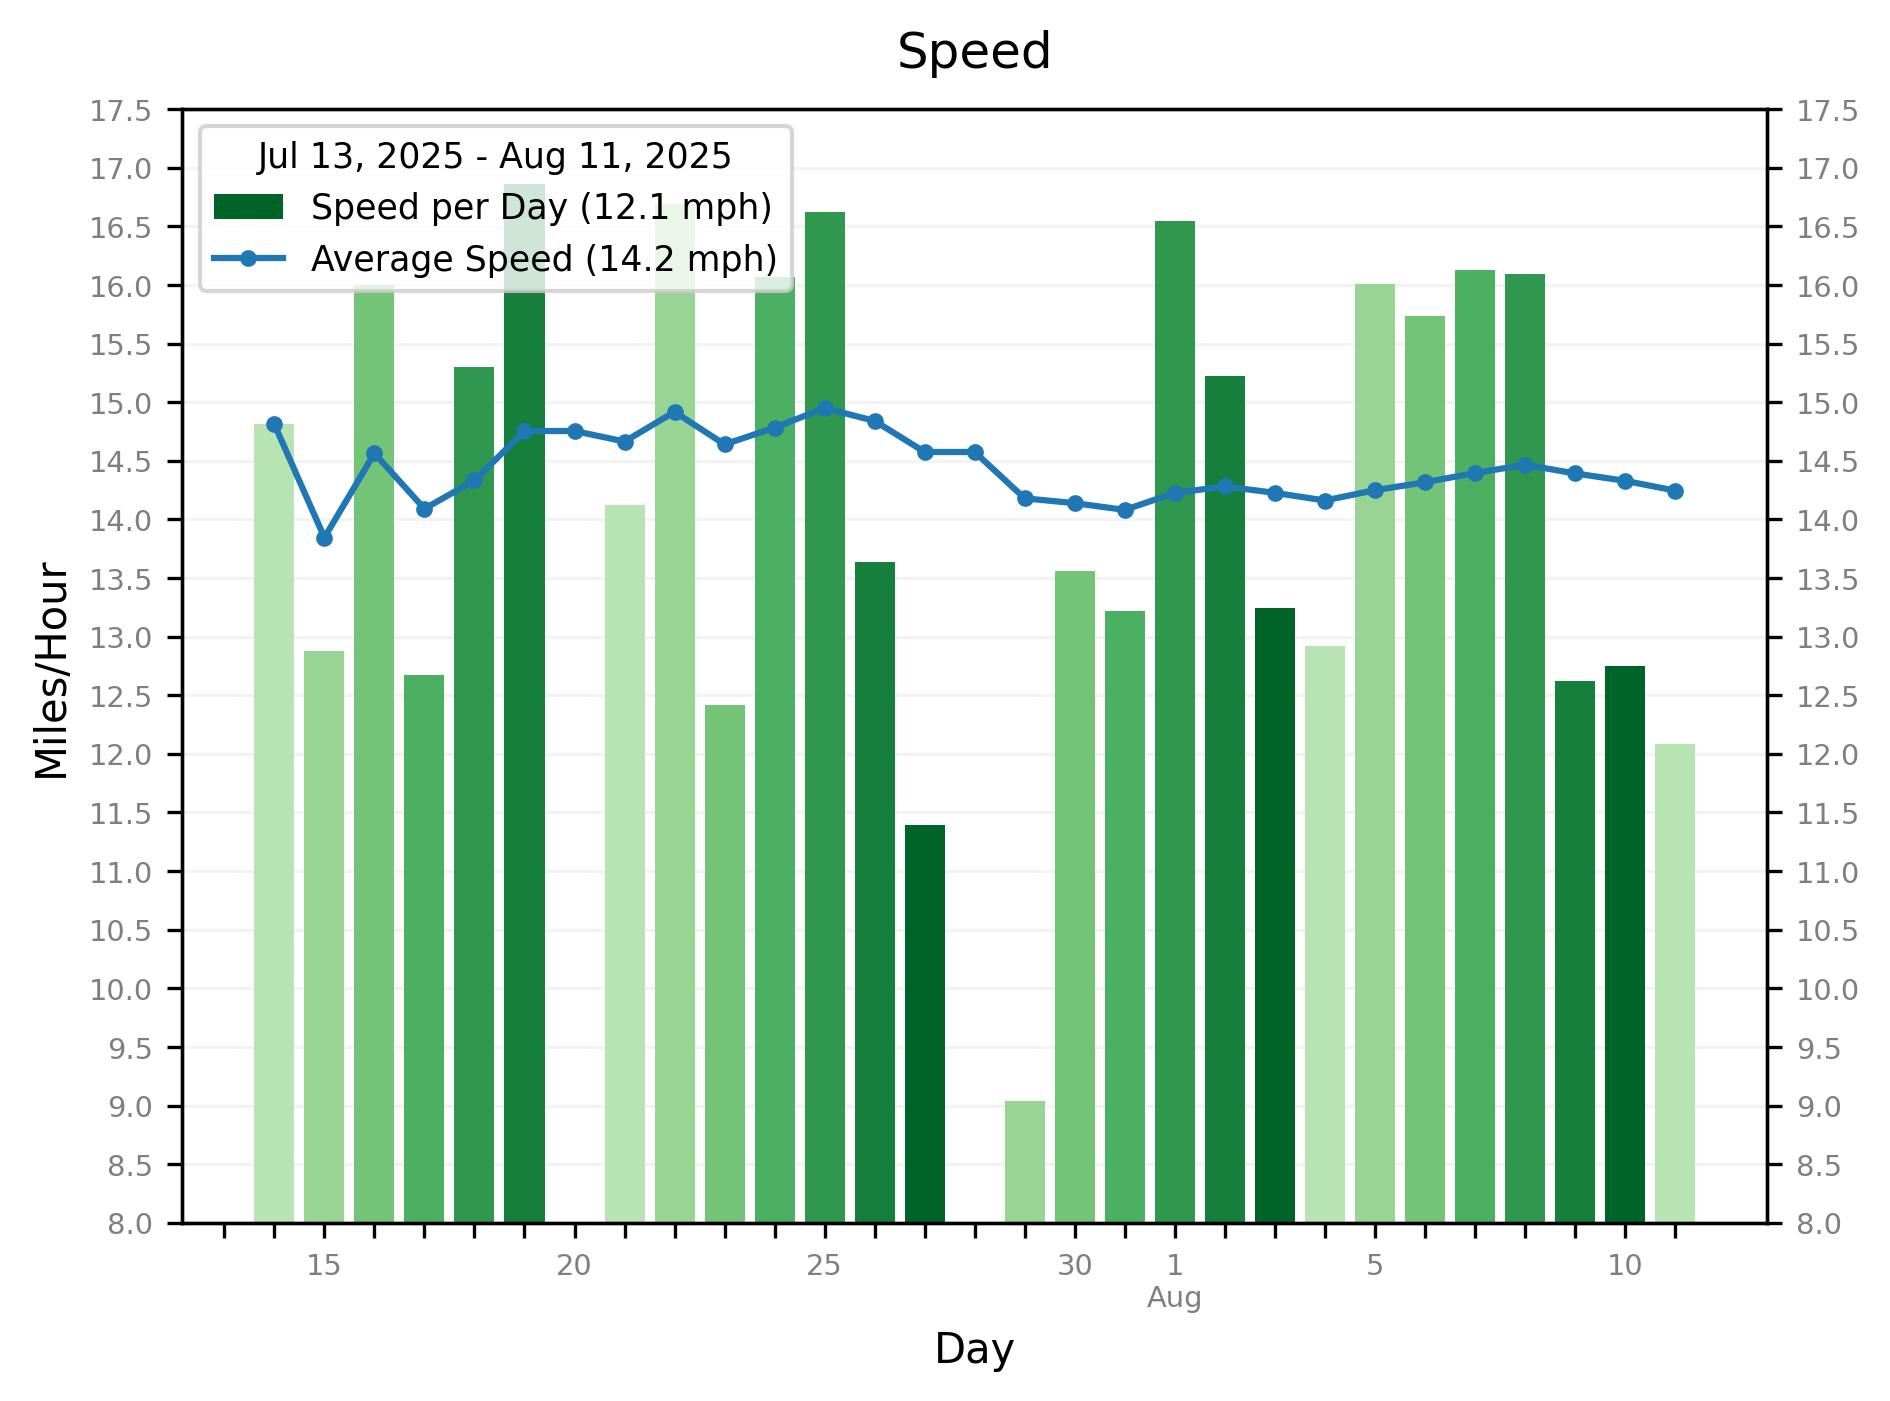 Speed
17.5 17.5
Jul 13, 2025 - Aug 11, 2025
17.0 17.0
Speed per Day (12.1 mph)
16.5 16.5
Average Speed (14.2 mph)
16.0 16.0
15.5 15.5
15.0 15.0
14.5 14.5
14.0 14.0
13.5 13.5
13.0 13.0
12.5 12.5
12.0 12.0
11.5 11.5
11.0 11.0
10.5 10.5
10.0 10.0
9.5 9.5
9.0 9.0
8.5 8.5
8.0 8.0
Miles/Hour
15 20 25 30 1 5 10
Aug
Day